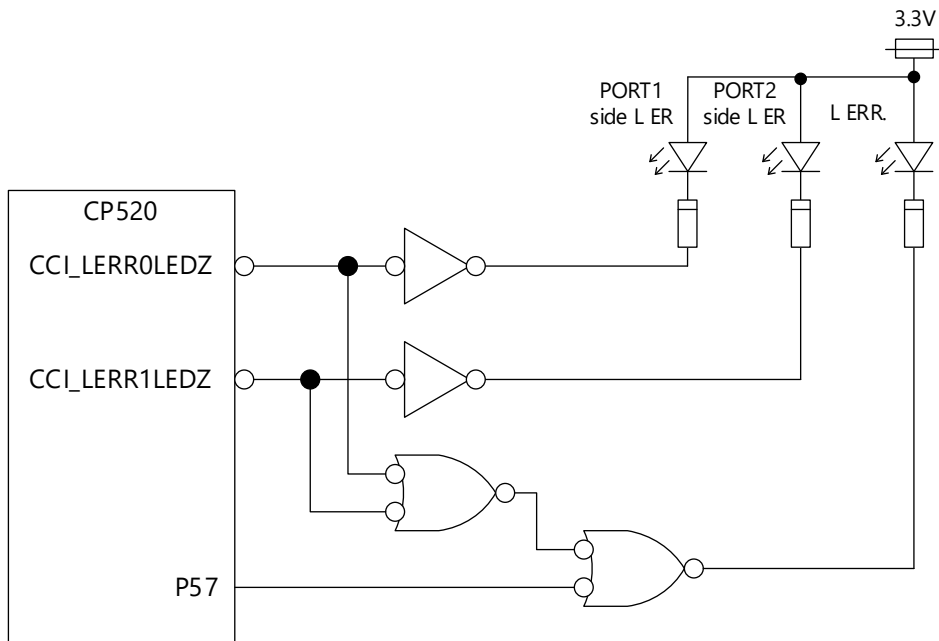 3.3V
PORT1
side L ER
PORT2
side L ER
L ERR.
CP520
CCI_LERR0LEDZ
CCI_LERR1LEDZ
P57